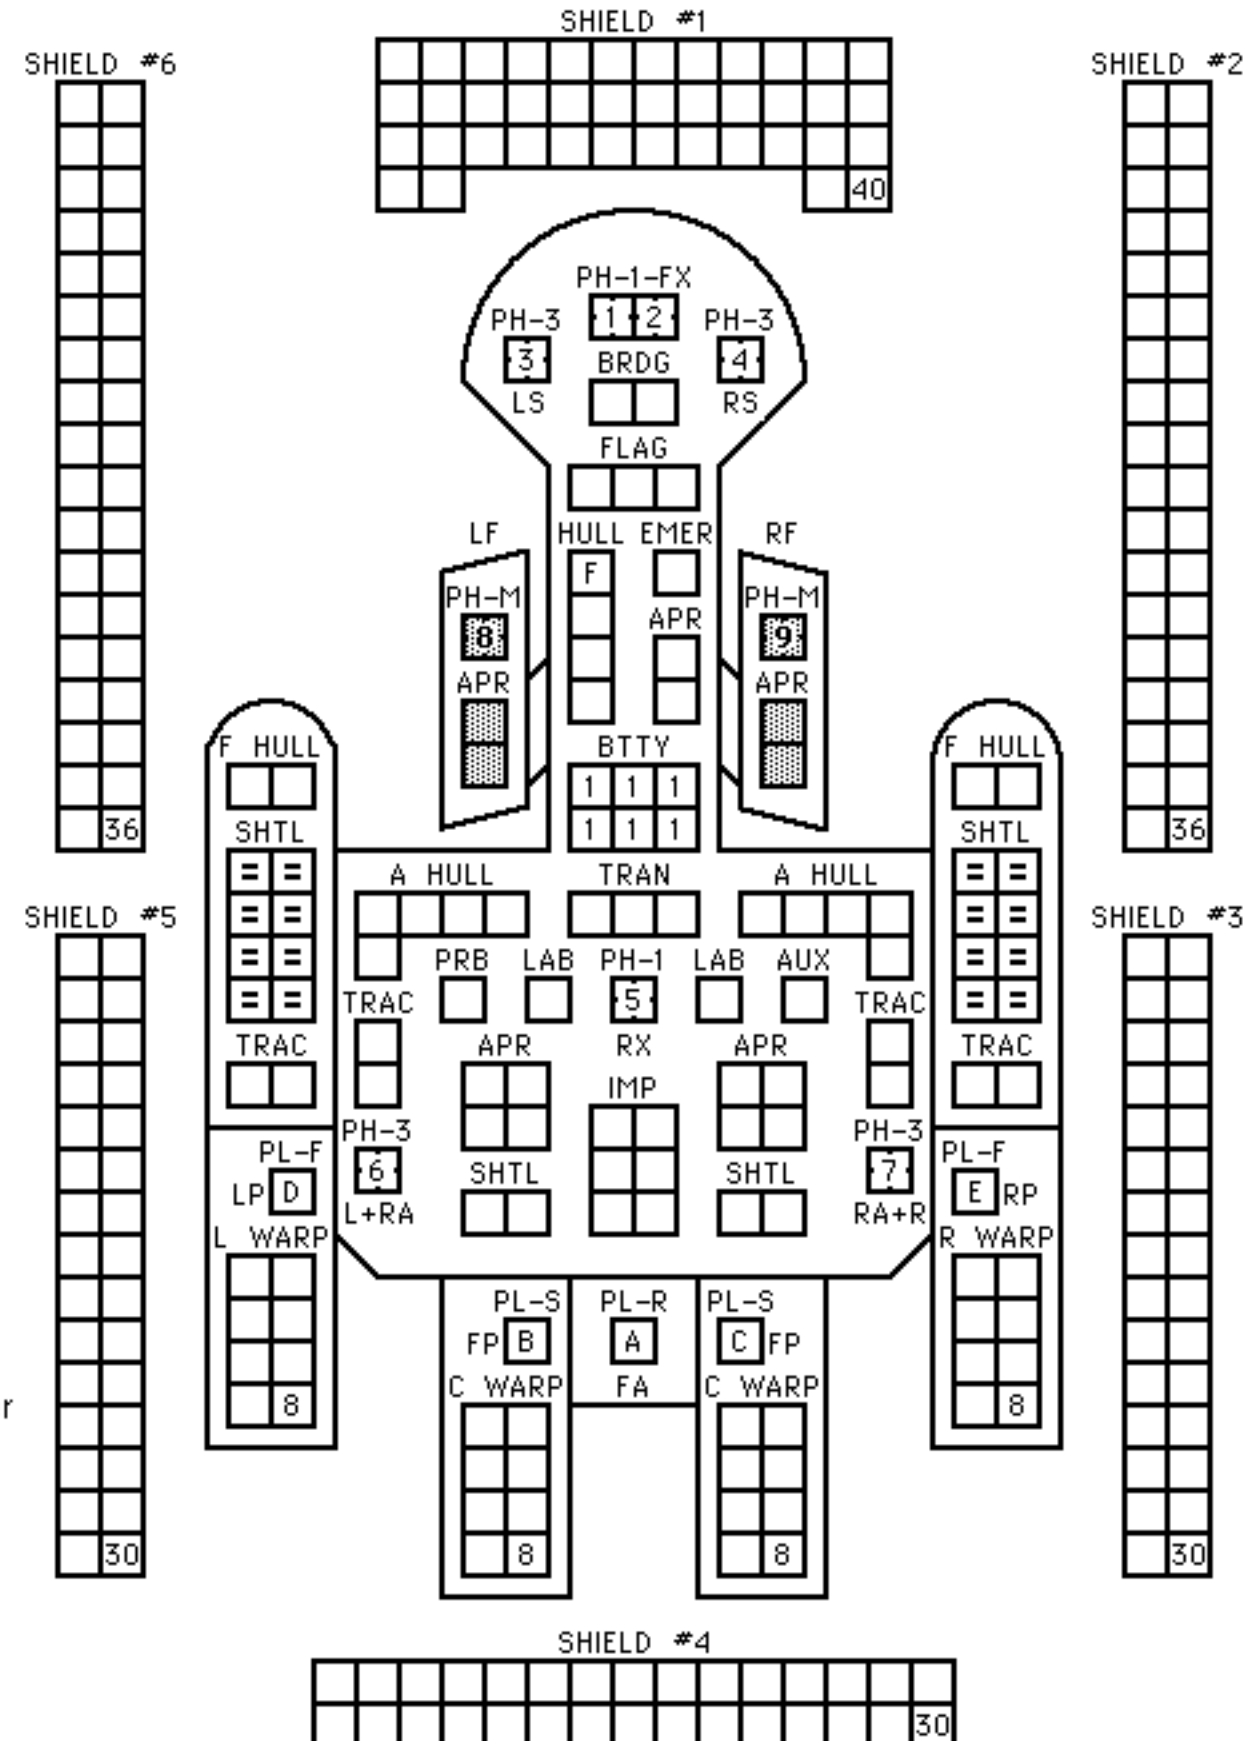 SHIELD #1
SHIELD #6
SHIELD #2
40
PH-1-FX
1 2
PH-3
PH-3
3
4
BRDG
LS
RS
FLAG
LF
HULL EMER
RF
F
PH-M
PH-M
APR
8
9
APR
APR
F HULL
BTTY
F HULL
1 1 1
1 1 1
36
36
SHTL
SHTL
A HULL
TRAN
A HULL
= =
= =
SHIELD #5
SHIELD #3
= =
= =
= =
= =
PRB
LAB
PH-1
LAB
AUX
= =
= =
5
TRAC
TRAC
TRAC
APR
RX
APR
TRAC
IMP
PH-3
PH-3
PL-F
PL-F
6
7
SHTL
SHTL
LP D
E RP
L+RA
RA+R
L WARP
R WARP
PL-S
PL-R
PL-S
FP B
A
C FP
C WARP
FA
C WARP
8
8
r
8
8
30
30
SHIELD #4
30